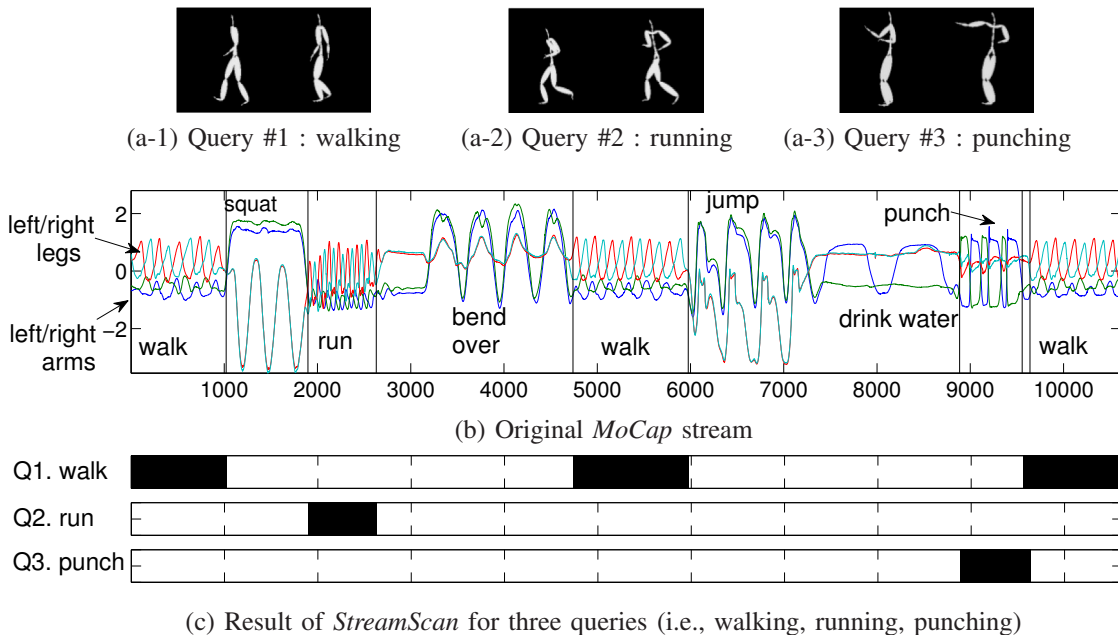 (a-1) Query #1 : walking
(a-2) Query #2 : running
(a-3) Query #3 : punching
left/right
legs
left/right
arms
2
0
−2
squat
jump
punch
walk
run
bend
over
walk
drink water
walk
1000 2000 3000 4000 5000 6000 7000 8000 9000 10000
(b) Original MoCap stream
Q1. walk
Q2. run
Q3. punch
(c) Result of StreamScan for three queries (i.e., walking, running, punching)